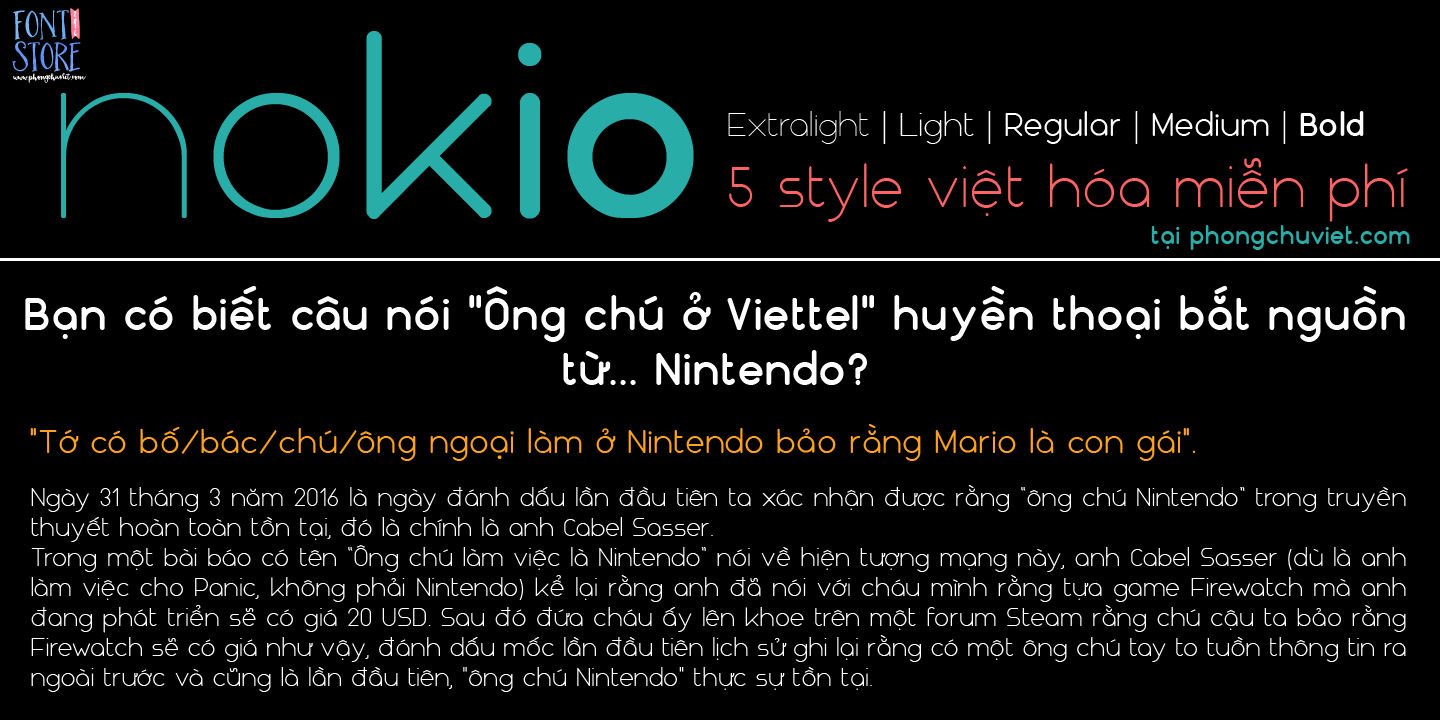 FONT
STORE
www.phongchuviet.com
nokio
Extralight | Light | Regular | Medium | Bold
5 style việt hóa miễn phí
tại phongchuviet.com
Bạn có biết câu nói "Ông chú ở Viettel" huyền thoại bắt nguồn
từ... Nintendo?
"Tớ có bố/bác/chú/ông ngoại làm ở Nintendo bảo rằng Mario là con gái".
Ngày 31 tháng 3 năm 2016 là ngày đánh dấu lần đầu tiên ta xác nhận được rằng "ông chú Nintendo" trong truyền
thuyết hoàn toàn tồn tại, đó là chính là anh Cabel Sasser.
Trong một bài báo có tên "Ông chú làm việc là Nintendo" nói về hiện tượng mạng này, anh Cabel Sasser (dù là anh
làm việc cho Panic, không phải Nintendo) kể lại rằng anh đã nói với cháu mình rằng tựa game Firewatch mà anh
đang phát triển sẽ có giá 20 USD. Sau đó đứa cháu ấy lên khoe trên một forum Steam rằng chú cậu ta bảo rằng
Firewatch sẽ có giá như vậy, đánh dấu mốc lần đầu tiên lịch sử ghi lại rằng có một ông chú tay to tuồn thông tin ra
ngoài trước và cũng là lần đầu tiên, "ông chú Nintendo" thực sự tồn tại.